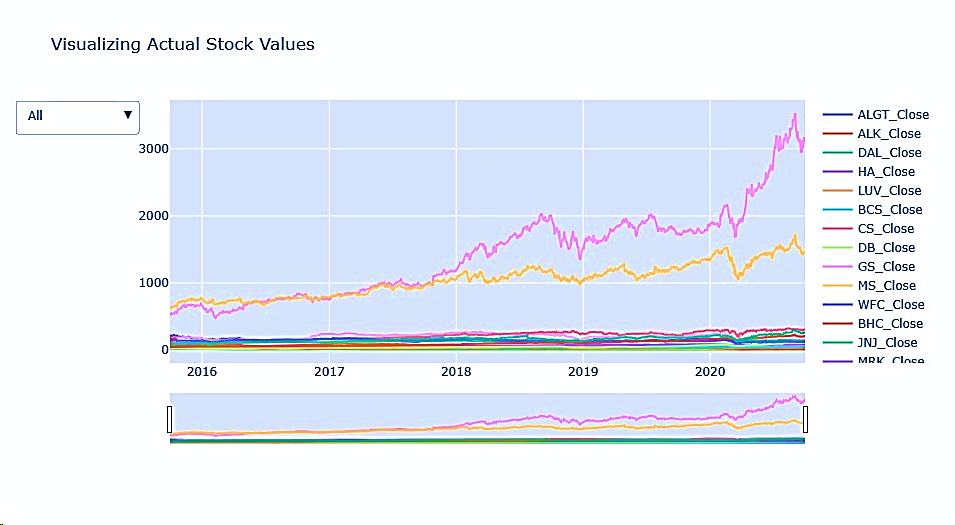 Visualizing Actual Stock Values
All
3000
2000
1000
0
2016
2017
2018
2019
2020
ALGT_Close
ALK_Close
DAL_Close
HA_Close
LUV_Close
BCS_Close
CS_Close
DB_Close
GS_Close
MS_Close
WFC_Close
BHC_Close
JNJ_Close
MRK_Close